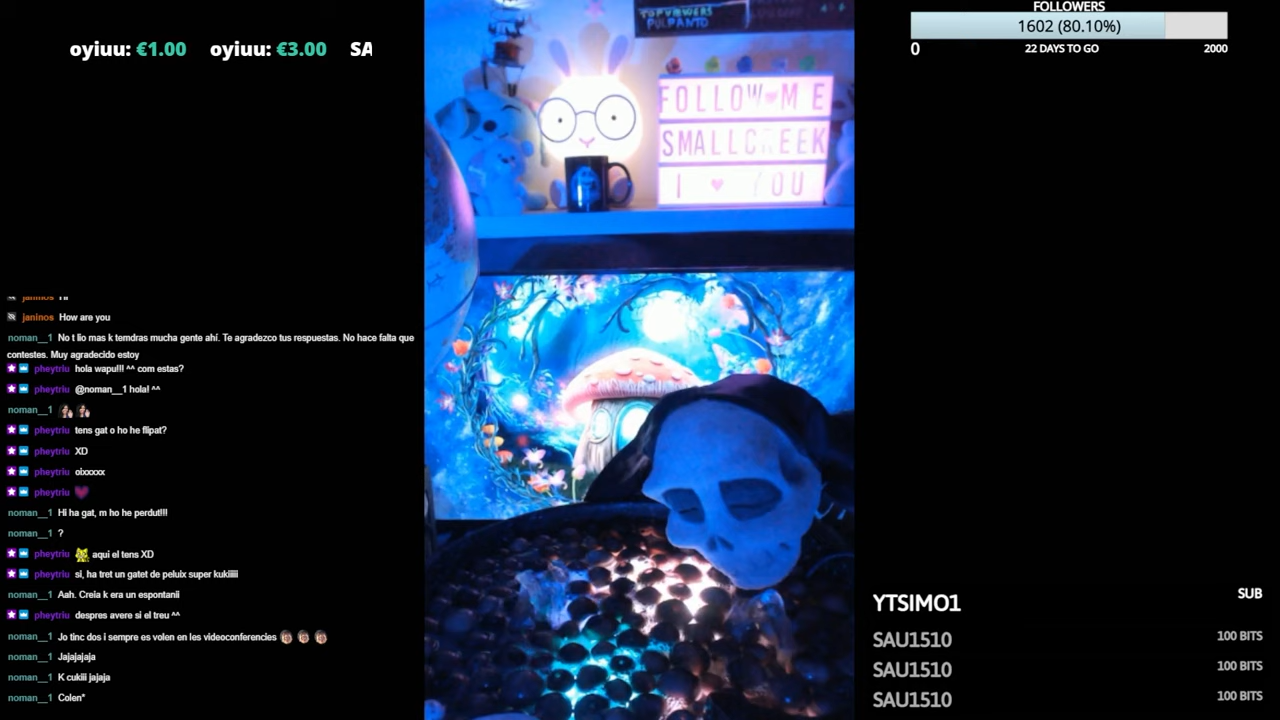 oyiuu: €1.00 oyiuu: €3.00 SA
TOPVIEWERS
PULPANTO
FOLLOW♥ME
SMALLCREEK
I ♥ YOU
FOLLOWERS
1602 (80.10%)
0 22 DAYS TO GO 2000
janinos Hi
janinos How are you
noman__1 No t lio mas k temdras mucha gente ahí. Te agradezco tus respuestas. No hace falta que
contestes. Muy agradecido estoy
pheytriu hola wapu!!! ^^ com estas?
pheytriu @noman__1 hola! ^^
noman__1
pheytriu tens gat o ho he flipat?
pheytriu XD
pheytriu oixxxxx
pheytriu
noman__1 Hi ha gat, m ho he perdut!!!
noman__1 ?
pheytriu aqui el tens XD
pheytriu si, ha tret un gatet de peluix super kukiiiii
noman__1 Aah. Creia k era un espontanii
pheytriu despres avere si el treu ^^
noman__1 Jo tinc dos i sempre es volen en les videoconferencies
noman__1 Jajajajaja
noman__1 K cukiii jajaja
noman__1 Colen*
YTSIMO1 SUB
SAU1510 100 BITS
SAU1510 100 BITS
SAU1510 100 BITS